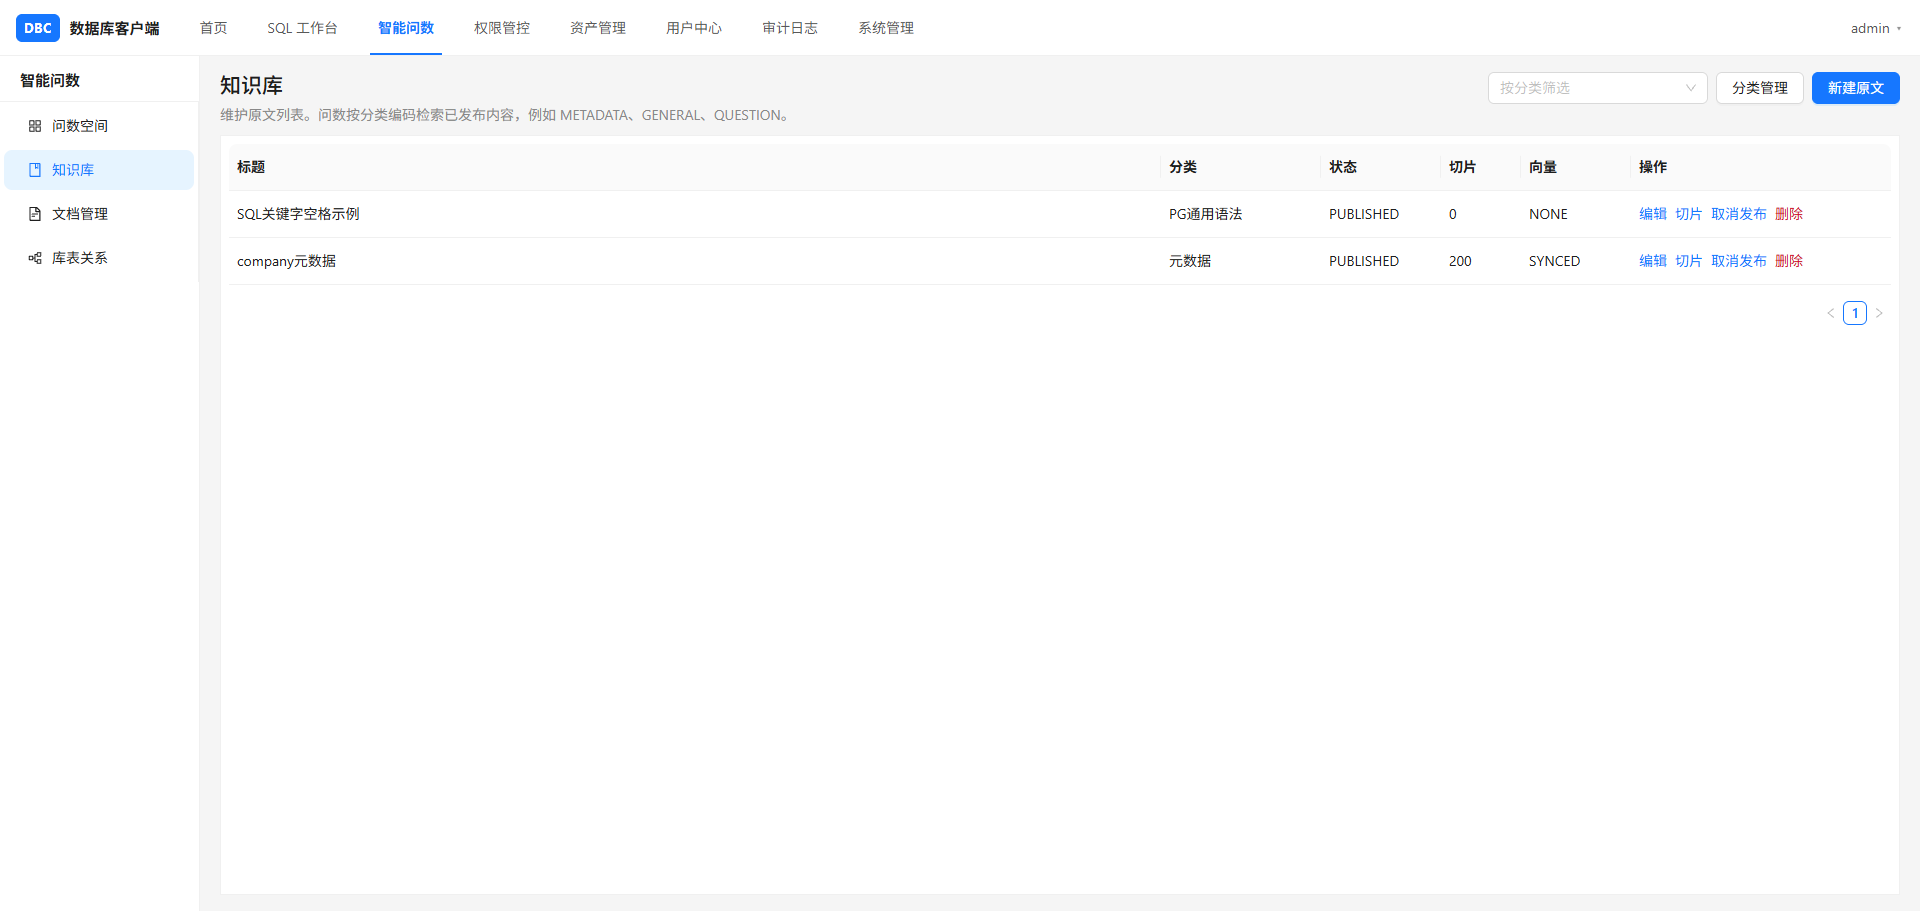 DBC 数据库客户端 首页 SQL 工作台 智能问数 权限管控 资产管理 用户中心 审计日志 系统管理 admin
智能问数
问数空间
知识库
文档管理
库表关系
知识库
维护原文列表。问数按分类编码检索已发布内容，例如 METADATA、GENERAL、QUESTION。
按分类筛选 分类管理 新建原文
标题 分类 状态 切片 向量 操作
SQL关键字空格示例 PG通用语法 PUBLISHED 0 NONE 编辑 切片 取消发布 删除
company元数据 元数据 PUBLISHED 200 SYNCED 编辑 切片 取消发布 删除
< 1 >